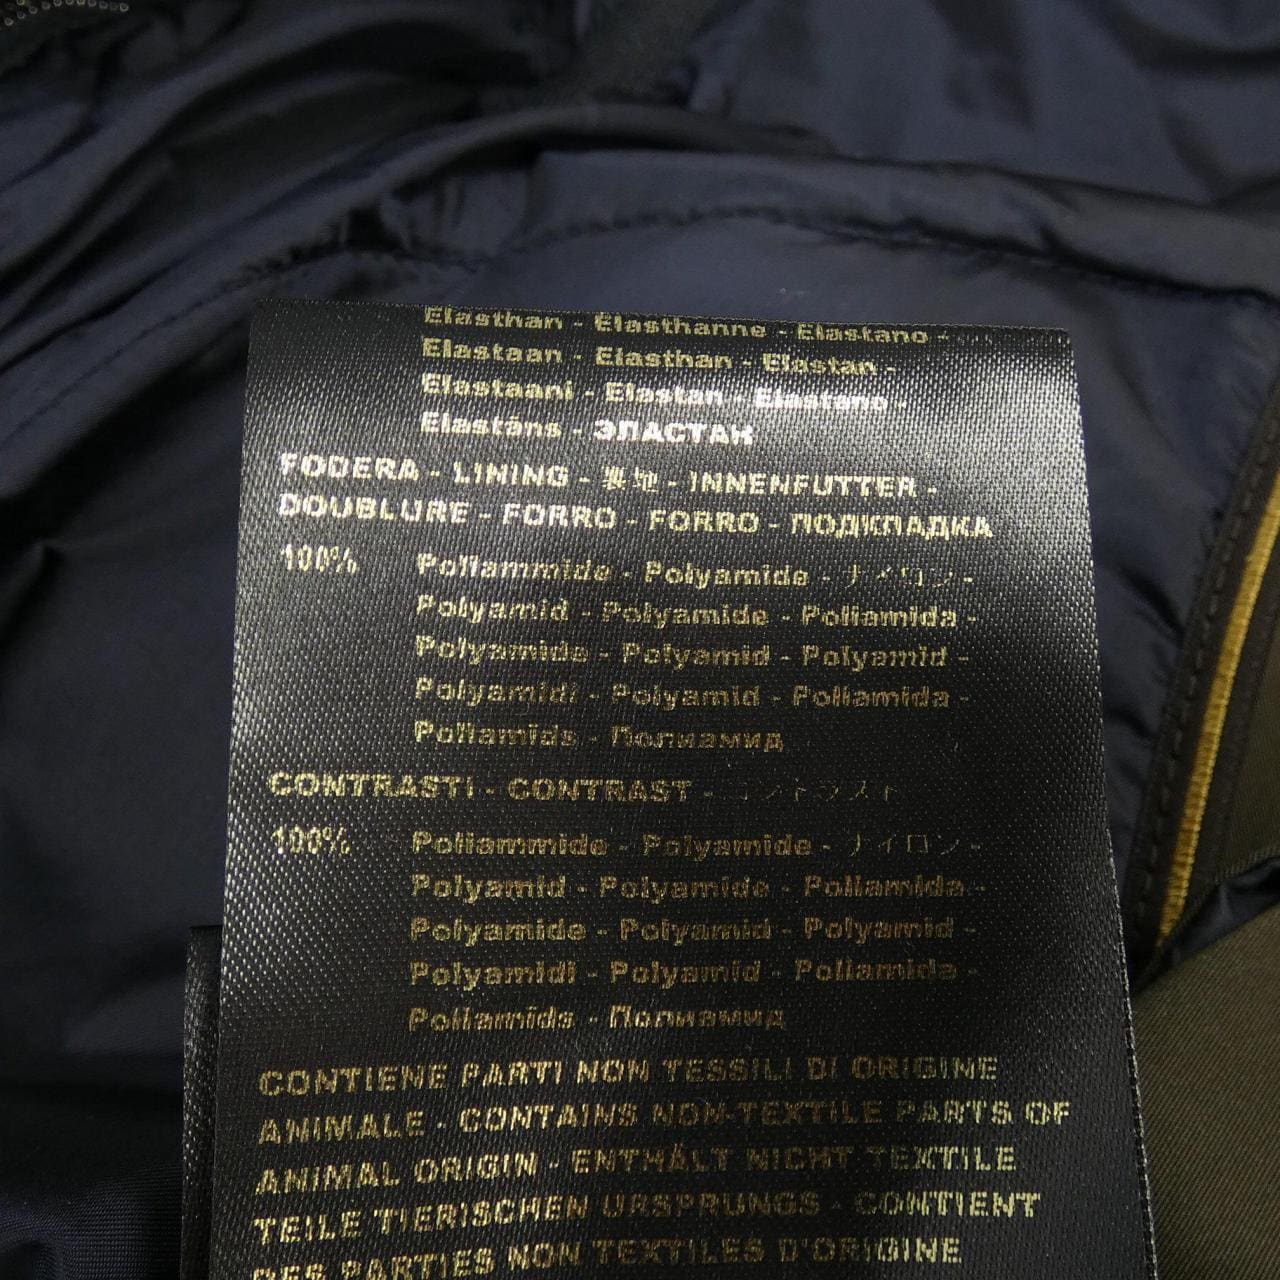 Elasthan - Elasthanne - Elastano -
Elastaan - Elasthan - Elastan -
Elastaani - Elastan - Elastano -
Elastāns - ЭЛАСТАН
FODERA - LINING - 裏地 - INNENFUTTER -
DOUBLURE - FORRO - FORRO - ПОДКЛАДКА
100% Poliammide - Polyamide - ナイロン -
Polyamid - Polyamide - Poliamida -
Polyamide - Polyamid - Polyamid -
Polyamidi - Polyamid - Poliamida -
Poliamīds - Полиамид
CONTRASTI - CONTRAST - コントラスト
100% Poliammide - Polyamide - ナイロン -
Polyamid - Polyamide - Poliamida -
Polyamide - Polyamid - Polyamid -
Polyamidi - Polyamid - Poliamida -
Poliamīds - Полиамид
CONTIENE PARTI NON TESSILI DI ORIGINE
ANIMALE - CONTAINS NON-TEXTILE PARTS OF
ANIMAL ORIGIN - ENTHÄLT NICHT TEXTILE
TEILE TIERISCHEN URSPRUNGS - CONTIENT
DES PARTIES NON TEXTILES D'ORIGINE